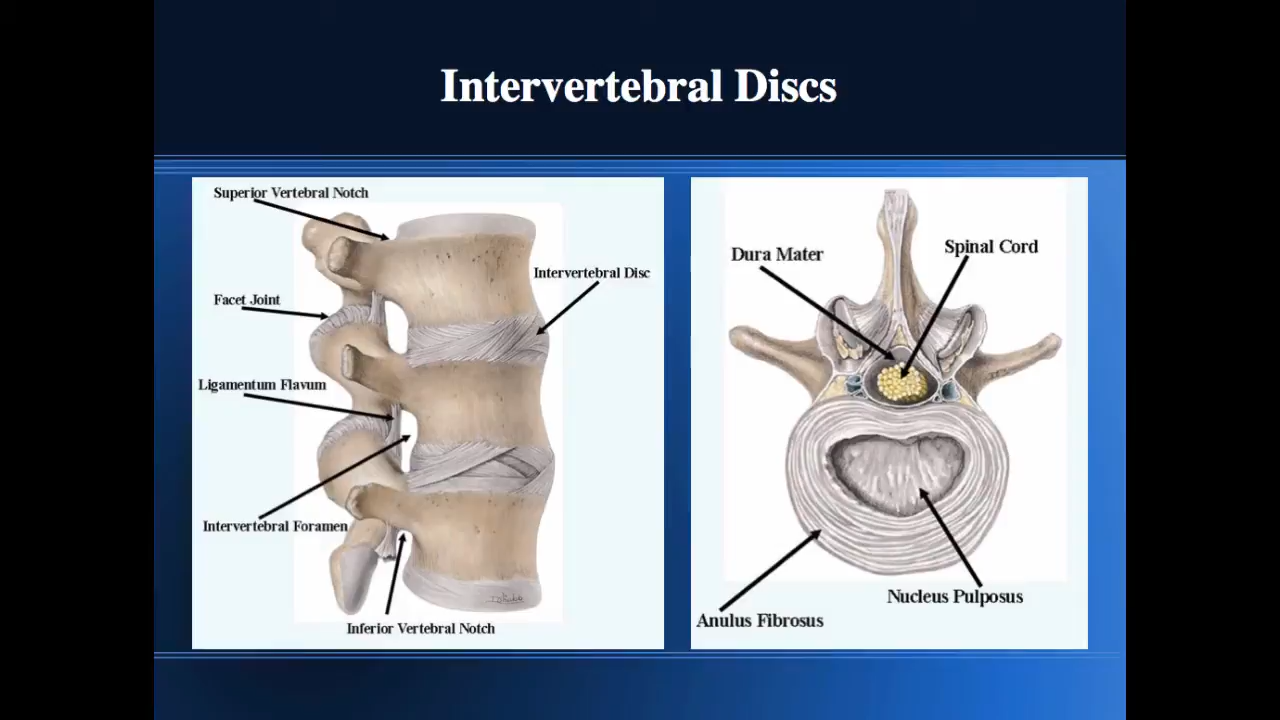 Intervertebral Discs
Superior Vertebral Notch
Intervertebral Disc
Facet Joint
Ligamentum Flavum
Intervertebral Foramen
Inferior Vertebral Notch
Dura Mater
Spinal Cord
Nucleus Pulposus
Anulus Fibrosus